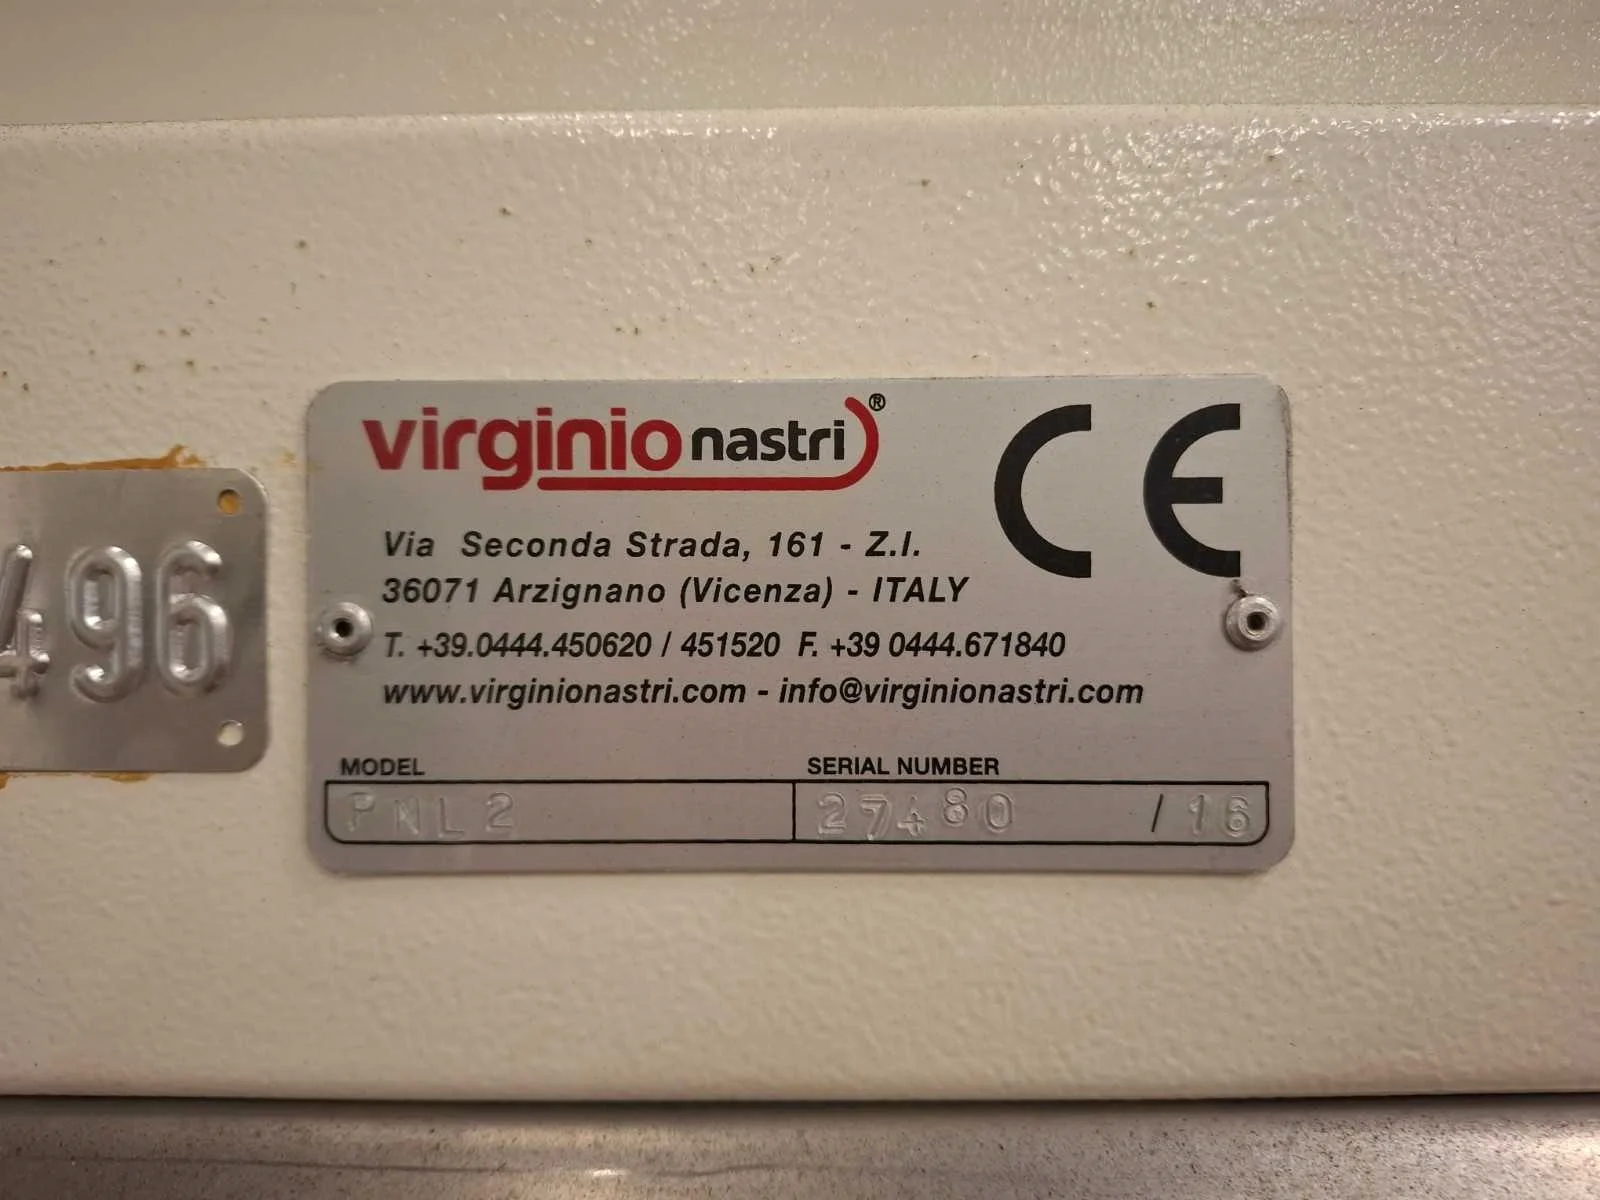 virginio nastri®
CE
Via Seconda Strada, 161 - Z.I.
36071 Arzignano (Vicenza) - ITALY
T. +39.0444.450620 / 451520 F. +39 0444.671840
www.virginionastri.com - info@virginionastri.com
MODEL SERIAL NUMBER
PNL2 27480 / 16
496